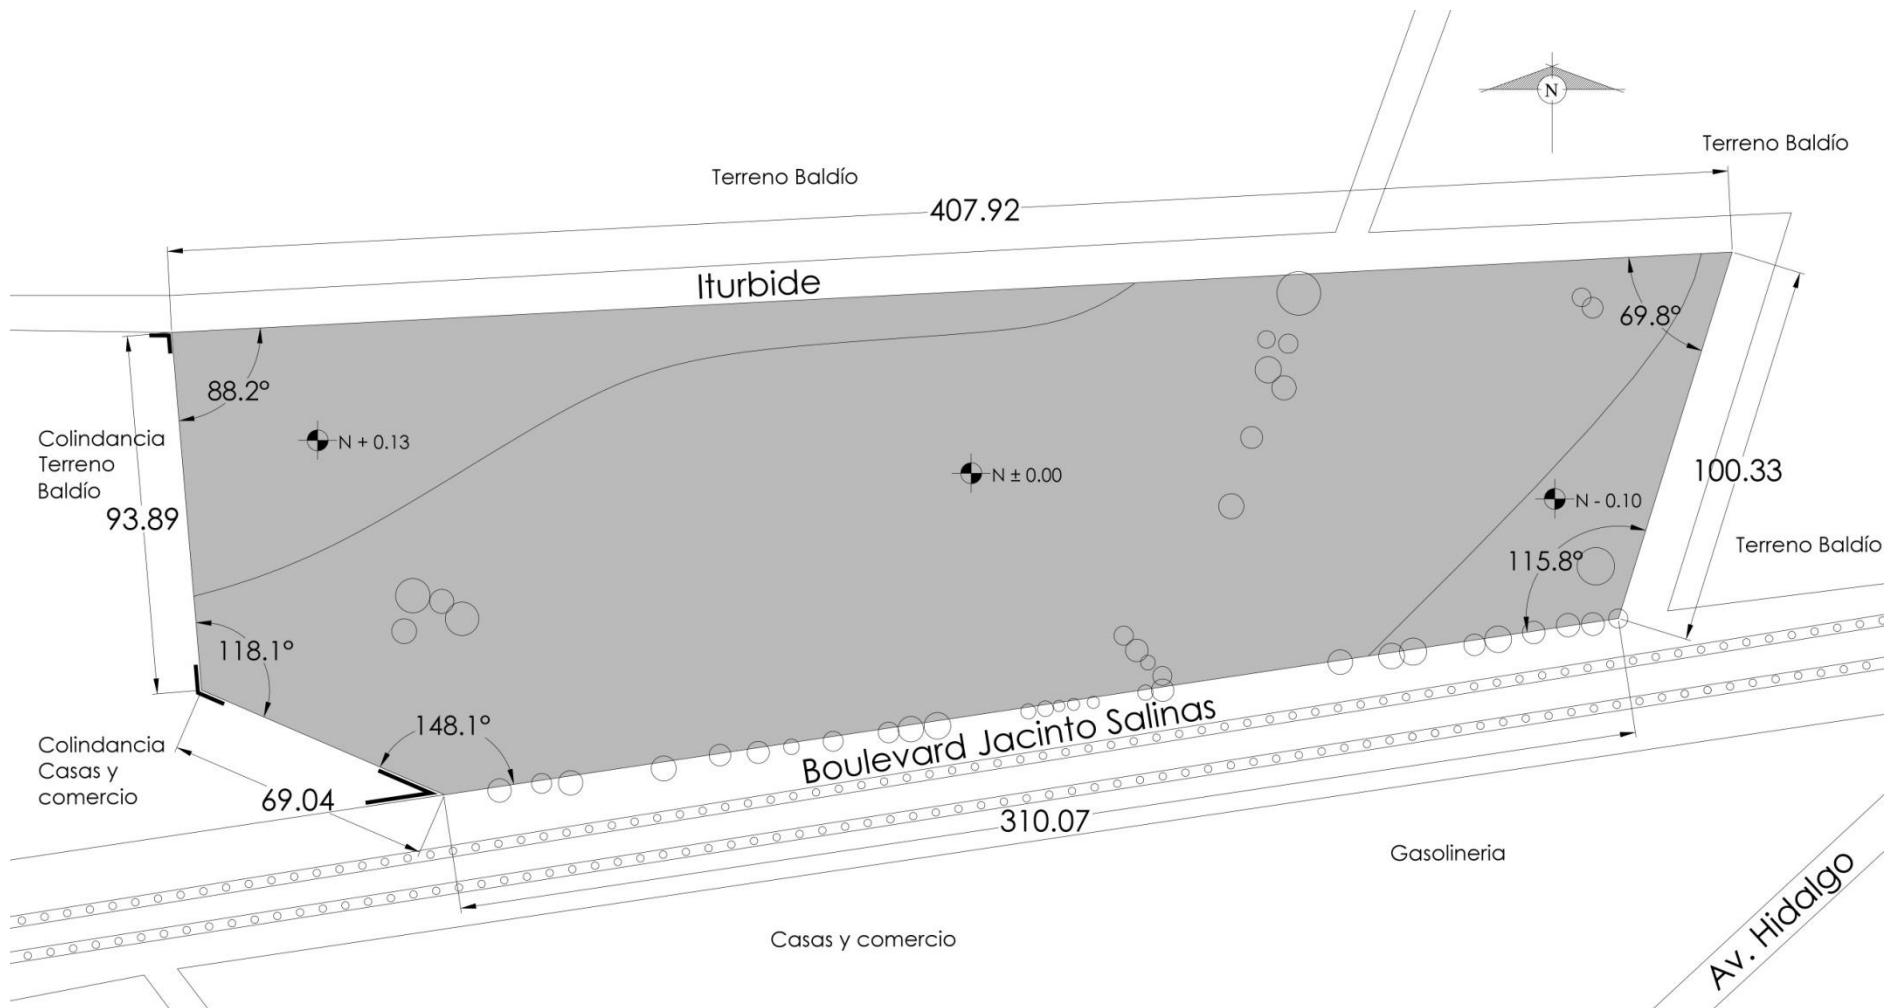 N
Terreno Baldío
Terreno Baldío
407.92
Iturbide
69.8°
88.2°
Colindancia
Terreno
Baldío
N + 0.13
N ± 0.00
N - 0.10
100.33
93.89
Terreno Baldío
115.8°
118.1°
148.1°
Boulevard Jacinto Salinas
Colindancia
Casas y
comercio
69.04
310.07
Gasolineria
Av. Hidalgo
Casas y comercio